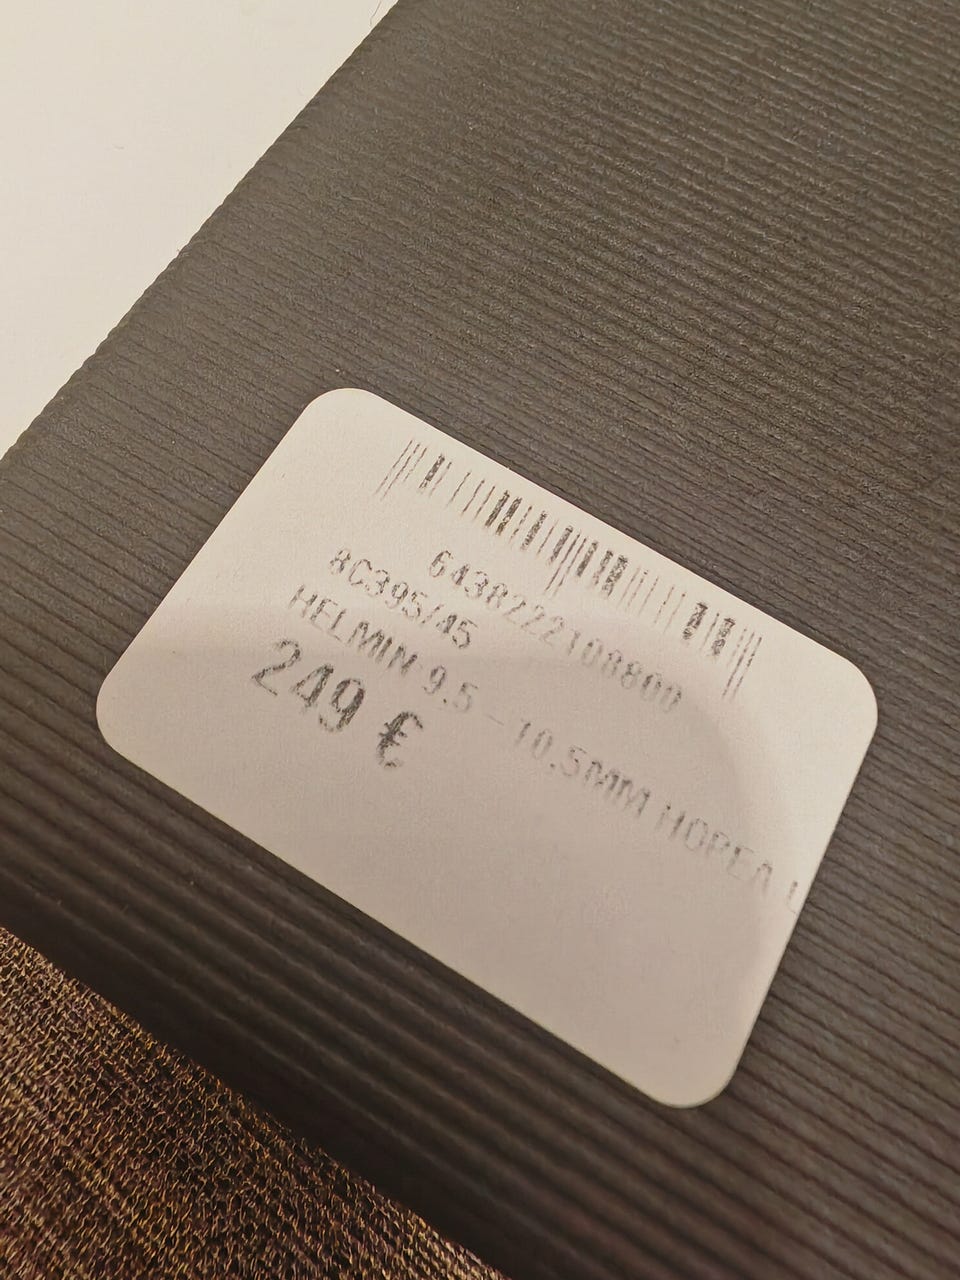 6438222108800
8C395/45
HELMIN 9.5 - 10.5MM HOPEA L
249 €